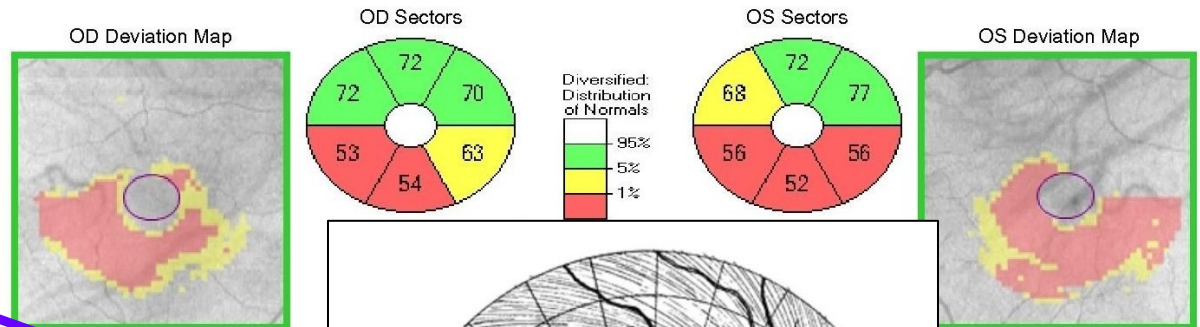 OD Deviation Map
OD Sectors
72
72
70
53
63
54
Diversified:
Distribution
of Normals
95%
5%
1%
OS Sectors
72
68
77
56
56
52
OS Deviation Map